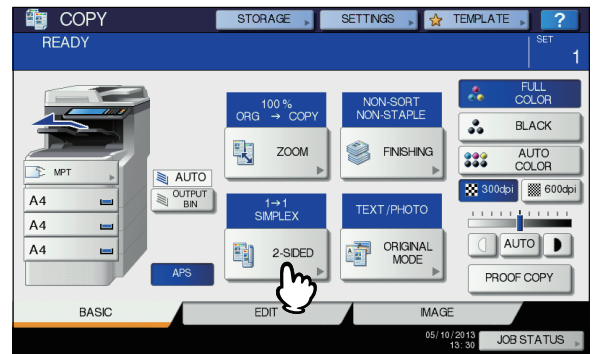 COPY
STORAGE
SETTINGS
TEMPLATE
?
READY
SET
1
100 %
ORG → COPY
ZOOM
NON-SORT
NON-STAPLE
FINISHING
FULL
COLOR
BLACK
AUTO
COLOR
300dpi
600dpi
MPT
A4
A4
A4
AUTO
OUTPUT
BIN
APS
1→1
SIMPLEX
2-SIDED
TEXT/PHOTO
ORIGINAL
MODE
AUTO
PROOF COPY
BASIC
EDIT
IMAGE
05/10/2013
13:30
JOB STATUS